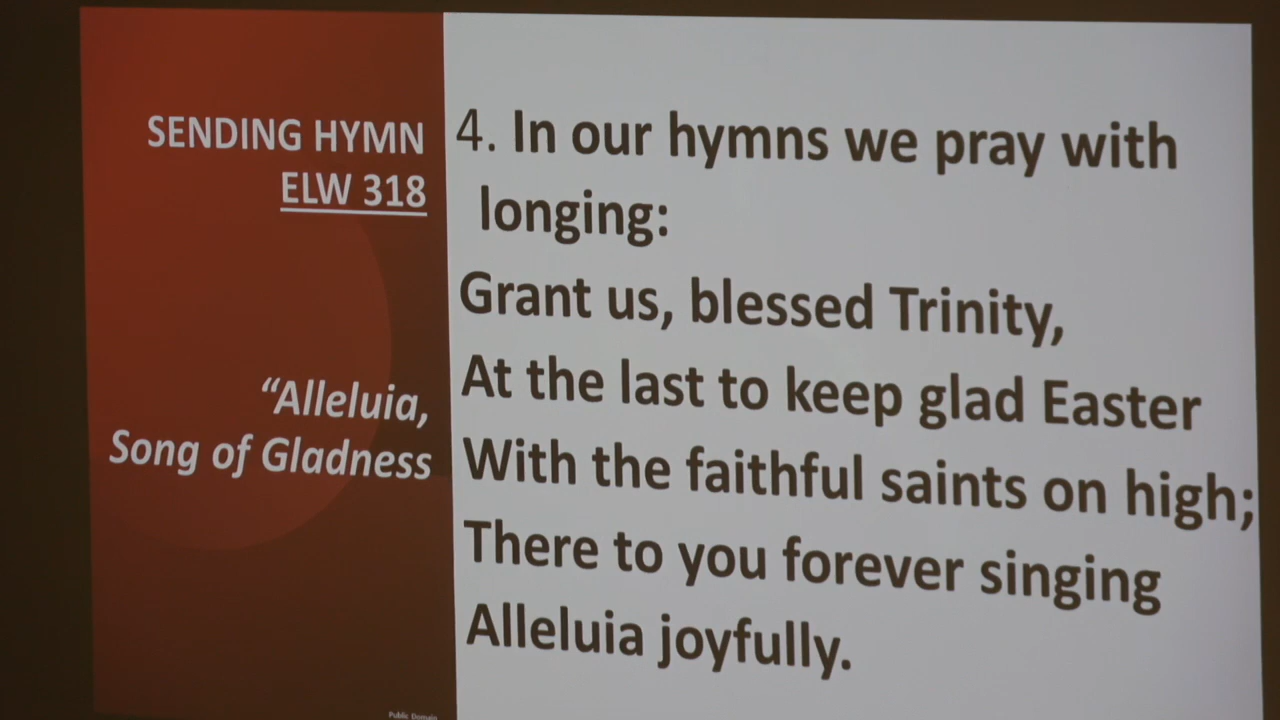 SENDING HYMN
ELW 318
“Alleluia,
Song of Gladness
4. In our hymns we pray with
longing:
Grant us, blessed Trinity,
At the last to keep glad Easter
With the faithful saints on high;
There to you forever singing
Alleluia joyfully.
Public Domain